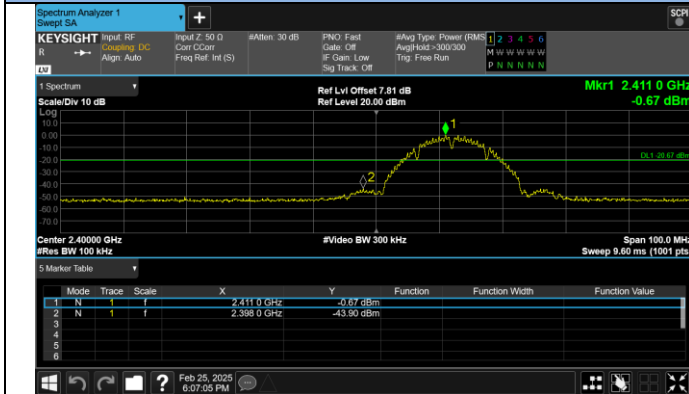 Spectrum Analyzer 1
Swept SA
+
SCPI
KEYSIGHT
R
LXI
Input: RF
Coupling: DC
Align: Auto
Input Z: 50 Ω
Corr CCorr
Freq Ref: Int (S)
#Atten: 30 dB
PNO: Fast
Gate: Off
IF Gain: Low
Sig Track: Off
#Avg Type: Power (RMS
Avg|Hold:>300/300
Trig: Free Run
1 2 3 4 5 6
M W W W W W
P N N N N N
1 Spectrum
Scale/Div 10 dB
Ref Lvl Offset 7.81 dB
Ref Level 20.00 dBm
Mkr1 2.411 0 GHz
-0.67 dBm
Log
10.0
0.00
-10.0
-20.0
-30.0
-40.0
-50.0
-60.0
-70.0
1
2
DL1 -20.67 dBm
Center 2.40000 GHz
#Res BW 100 kHz
#Video BW 300 kHz
Span 100.0 MHz
Sweep 9.60 ms (1001 pts
5 Marker Table
Mode Trace Scale X Y Function Function Width Function Value
1 N 1 f 2.411 0 GHz -0.67 dBm
2 N 1 f 2.398 0 GHz -43.90 dBm
3
4
5
6
?
Feb 25, 2025
6:07:05 PM